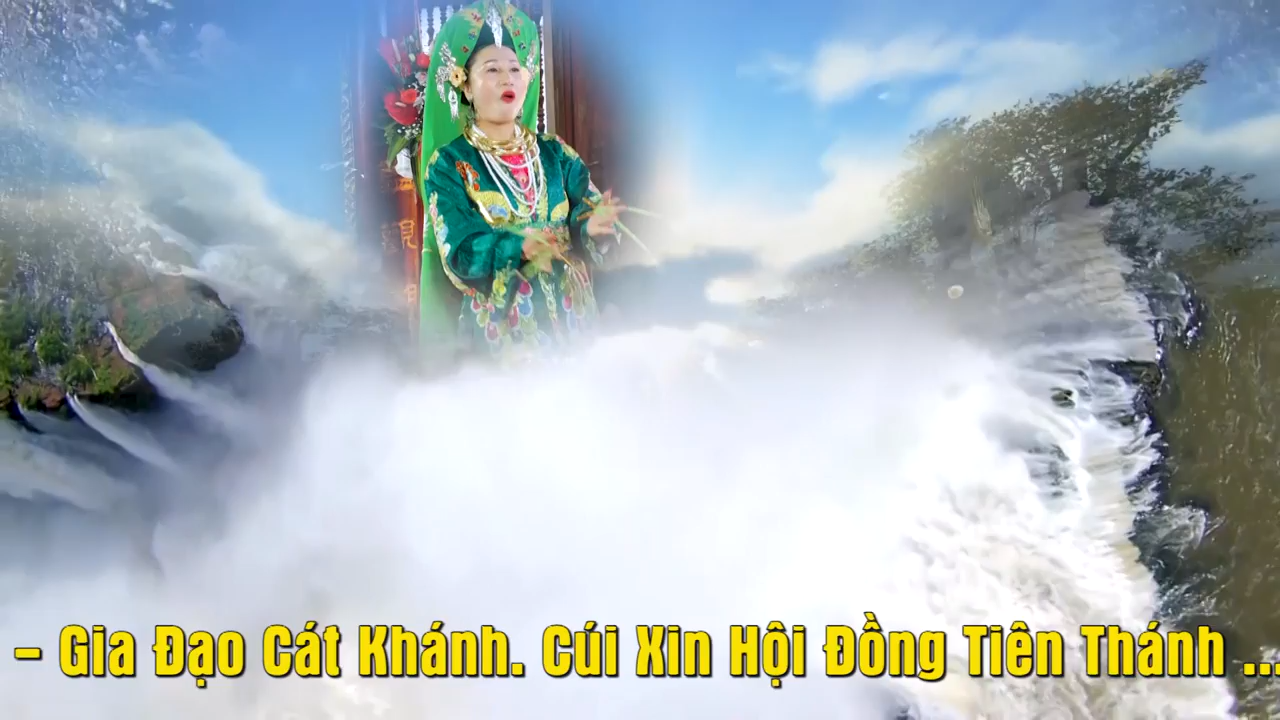 - Gia Đạo Cát Khánh. Cúi Xin Hội Đồng Tiên Thánh ...